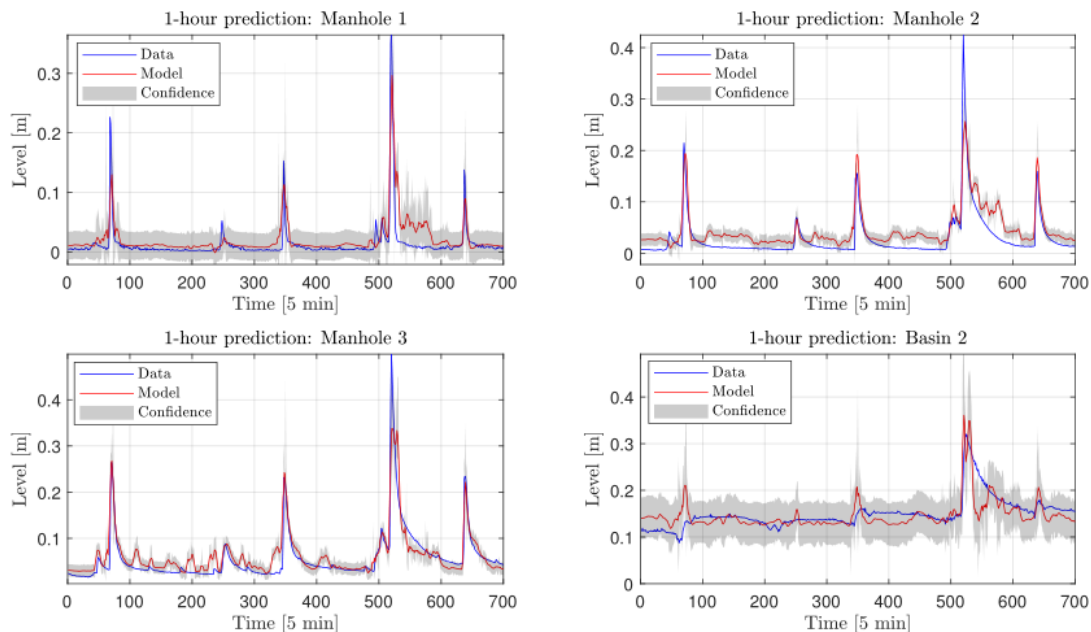 1-hour prediction: Manhole 1
Data
Model
Confidence
Level [m]
0.3
0.2
0.1
0
0 100 200 300 400 500 600 700
Time [5 min]
1-hour prediction: Manhole 2
Data
Model
Confidence
Level [m]
0.4
0.3
0.2
0.1
0
0 100 200 300 400 500 600 700
Time [5 min]
1-hour prediction: Manhole 3
Data
Model
Confidence
Level [m]
0.4
0.3
0.2
0.1
0 100 200 300 400 500 600 700
Time [5 min]
1-hour prediction: Basin 2
Data
Model
Confidence
Level [m]
0.4
0.3
0.2
0.1
0
0 100 200 300 400 500 600 700
Time [5 min]